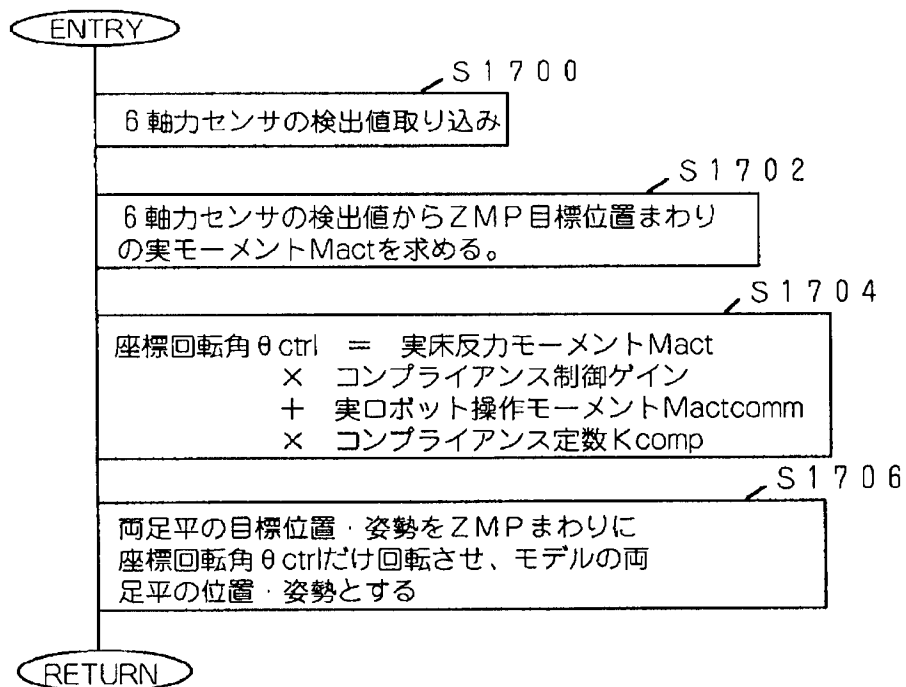 ENTRY
S1700
6軸力センサの検出値取り込み
S1702
6軸力センサの検出値からZMP目標位置まわり
の実モーメントMactを求める。
S1704
座標回転角θctrl = 実床反力モーメントMact
× コンプライアンス制御ゲイン
+ 実ロボット操作モーメントMactcomm
× コンプライアンス定数Kcomp
S1706
両足平の目標位置・姿勢をZMPまわりに
座標回転角θctrlだけ回転させ、モデルの両
足平の位置・姿勢とする
RETURN